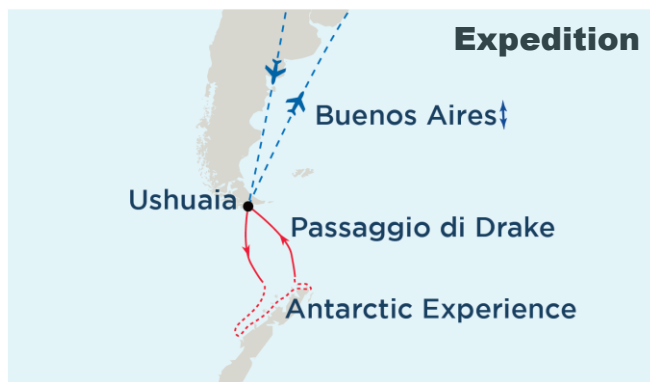 Expedition
Buenos Aires
Ushuaia
Passaggio di Drake
Antarctic Experience